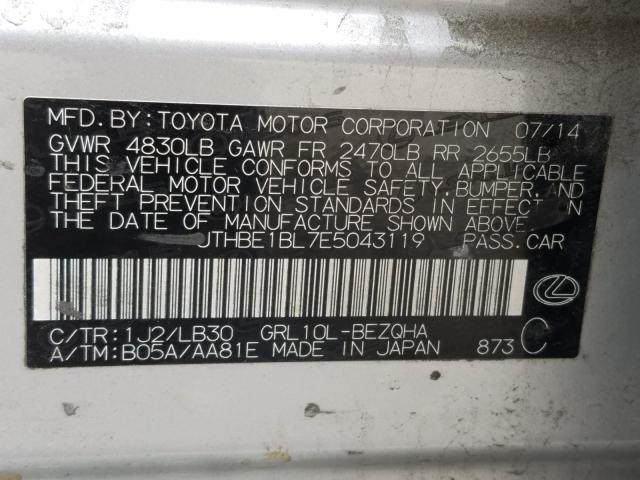 MFD.BY:TOYOTA MOTOR CORPORATION 07/14
GVWR 4830LB GAWR FR 2470LB RR 2655LB
THIS VEHICLE CONFORMS TO ALL APPLICABLE
FEDERAL MOTOR VEHICLE SAFETY, BUMPER, AND
THEFT PREVENTION STANDARDS IN EFFECT ON
THE DATE OF MANUFACTURE SHOWN ABOVE.
JTHBE1BL7E5043119 PASS.CAR
C/TR:1J2/LB30 GRL10L-BEZQHA
A/TM:B05A/AA81E MADE IN JAPAN 873 C